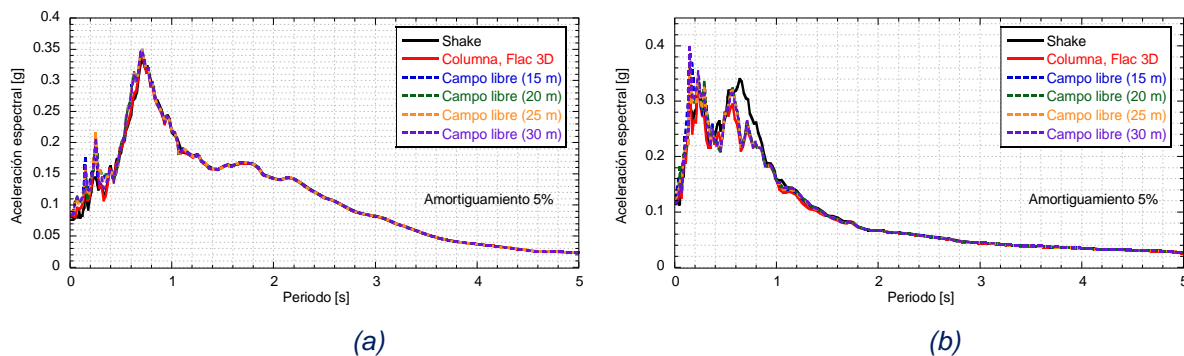 0.4
0.35
0.3
0.25
0.2
0.15
0.1
0.05
0
Aceleración espectral [g]
Shake
Columna, Flac 3D
Campo libre (15 m)
Campo libre (20 m)
Campo libre (25 m)
Campo libre (30 m)
Amortiguamiento 5%
0 1 2 3 4 5
Periodo [s]
(a)
0.4
0.3
0.2
0.1
0
Aceleración espectral [g]
Shake
Columna, Flac 3D
Campo libre (15 m)
Campo libre (20 m)
Campo libre (25 m)
Campo libre (30 m)
Amortiguamiento 5%
0 1 2 3 4 5
Periodo [s]
(b)